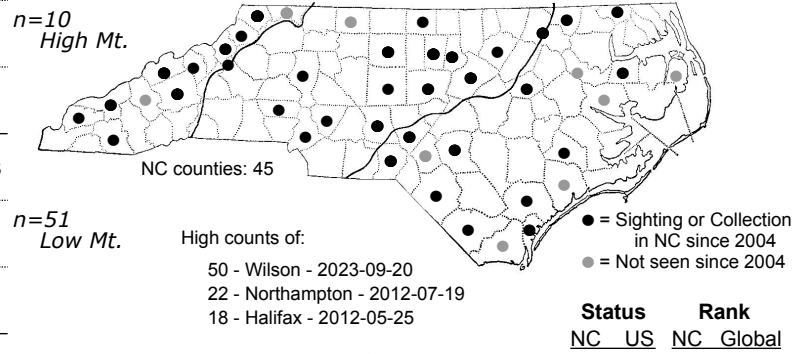 n=10
High Mt.
NC counties: 45
n=51
Low Mt.
High counts of:
50 - Wilson - 2023-09-20
22 - Northampton - 2012-07-19
18 - Halifax - 2012-05-25
● = Sighting or Collection
in NC since 2004
● = Not seen since 2004
Status Rank
NC US NC Global